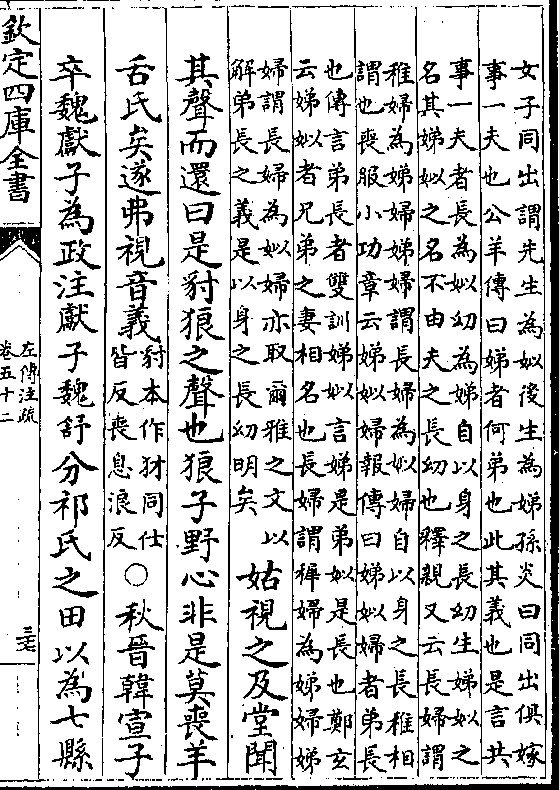 女子同出謂先生為姒後生為娣孫炎曰同出俱嫁
事一夫也公羊傳曰娣者何弟也此其義也是言共
事一夫者長為姒幼為娣自以身之長幼生娣姒之
名其娣姒之名不由夫之長幼也釋親又云長婦謂
稚婦為娣婦娣婦謂長婦為姒婦自以身之長稚相
謂也喪服小功章云娣姒婦報傳曰娣姒婦者弟長
也傳言弟長者雙訓娣姒言娣是弟姒是長也鄭玄
云娣姒者兄弟之妻相名也長婦謂稺婦為娣婦娣
婦謂長婦為姒婦亦取爾雅之文以
解弟長之義是以身之長幼明矣
姑視之及堂聞
其聲而還曰是豺狼之聲也狼子野心非是莫喪羊
舌氏矣遂弗視音義
豺本作犲同仕
皆反喪息浪反
○秋晉韓宣子
卒魏獻子為政注獻子魏舒分祁氏之田以為七縣
欽定四庫全書
左傳注疏
卷五十二
三七